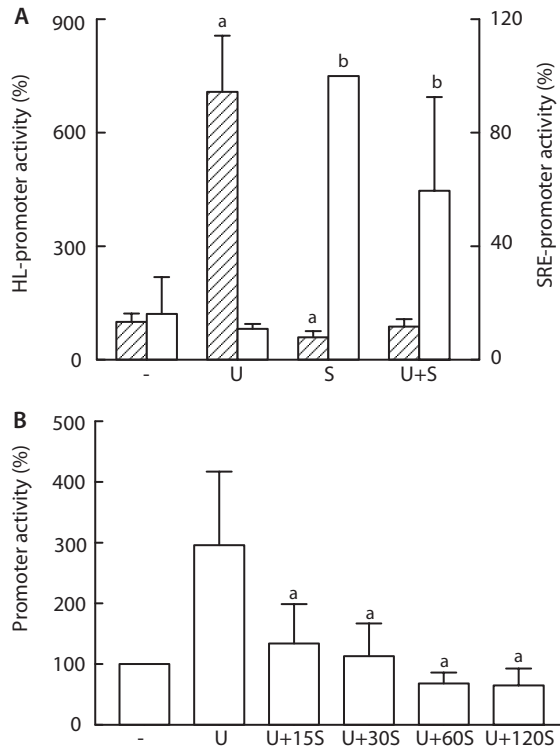 A
HL-promoter activity (%)
900
600
300
0
a
a
b
b
120
80
40
0
SRE-promoter activity (%)
- U S U+S
B
Promoter activity (%)
500
400
300
200
100
0
a
a
a
a
- U U+15S U+30S U+60S U+120S